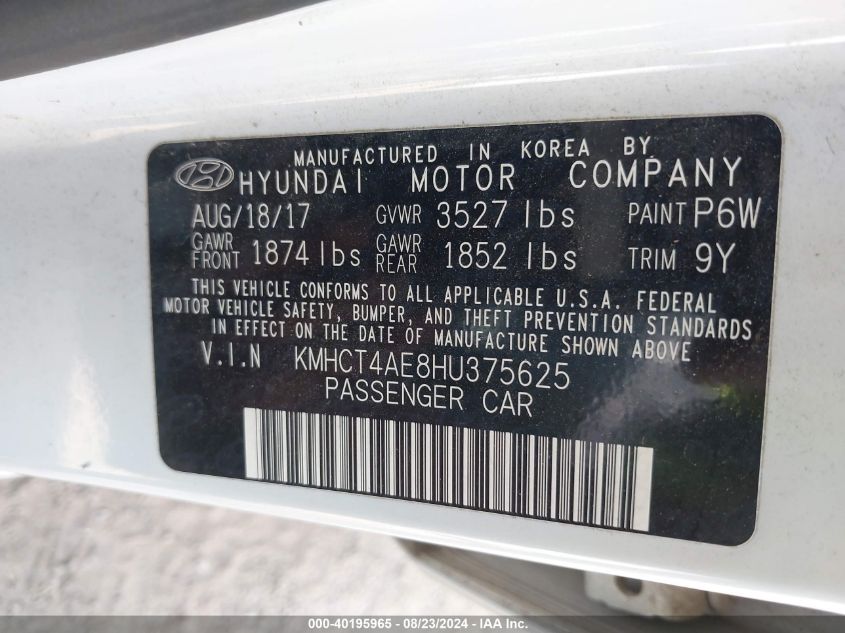 MANUFACTURED IN KOREA BY
HYUNDAI MOTOR COMPANY
AUG/18/17 GVWR 3527 lbs PAINT P6W
GAWR FRONT 1874 lbs GAWR REAR 1852 lbs TRIM 9Y
THIS VEHICLE CONFORMS TO ALL APPLICABLE U.S.A. FEDERAL
MOTOR VEHICLE SAFETY, BUMPER, AND THEFT PREVENTION STANDARDS
IN EFFECT ON THE DATE OF MANUFACTURE SHOWN ABOVE
V.I.N KMHCT4AE8HU375625
PASSENGER CAR
000-40195965 - 08/23/2024 - IAA Inc.